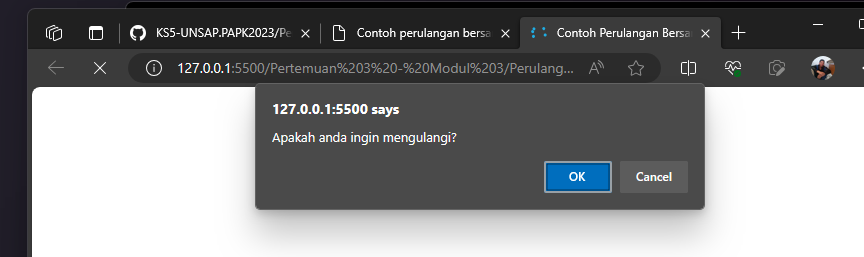 KS5-UNSAP.PAPK2023/Pe
Contoh perulangan bersa
Contoh Perulangan Bersa
127.0.0.1:5500/Pertemuan%203%20-%20Modul%203/Perulang...
127.0.0.1:5500 says
Apakah anda ingin mengulangi?
OK
Cancel